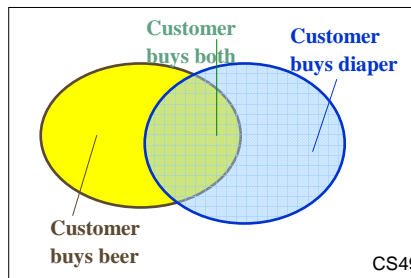 Customer
buys both
Customer
buys diaper
Customer
buys beer
CS49